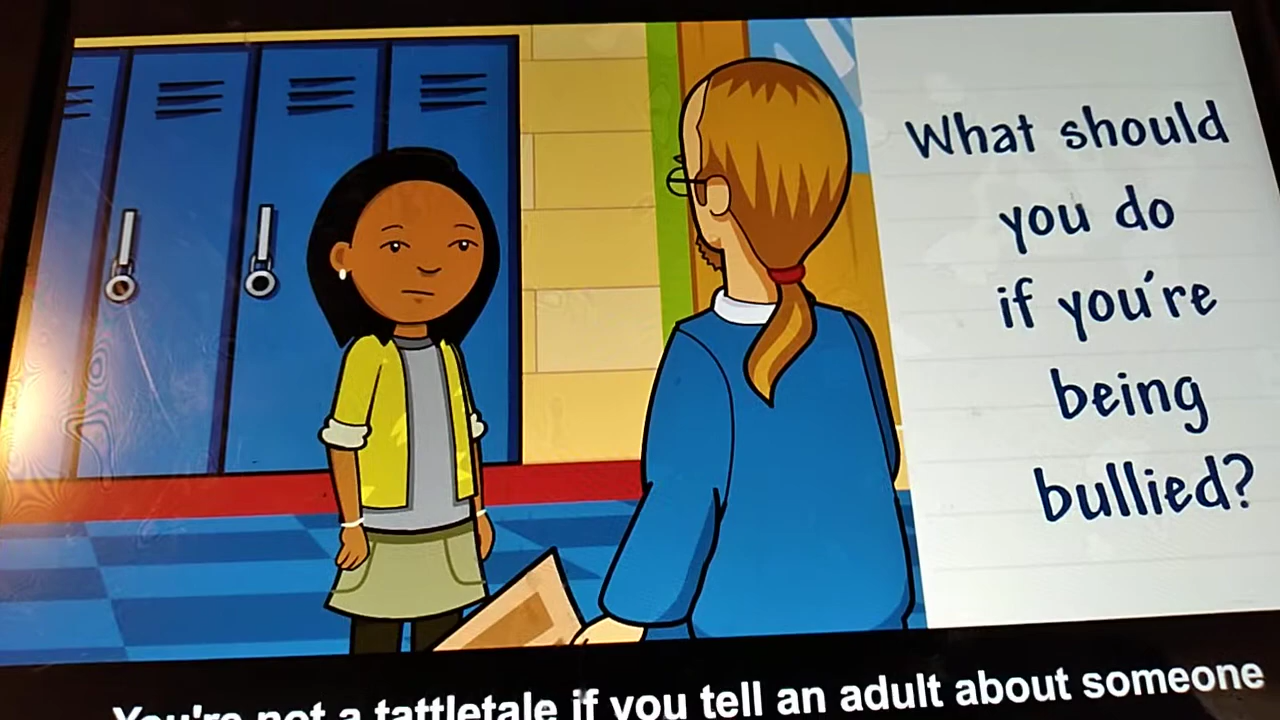 What should
you do
if you're
being
bullied?
You're not a tattletale if you tell an adult about someone